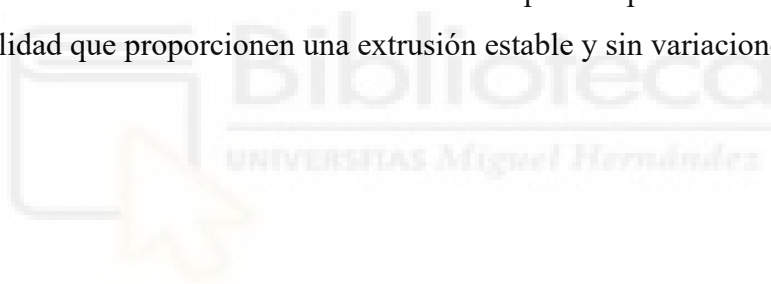 lidad que proporcionen una extrusión estable y sin variacion
Biblioteca
UNIVERSITAS Miguel Hernández